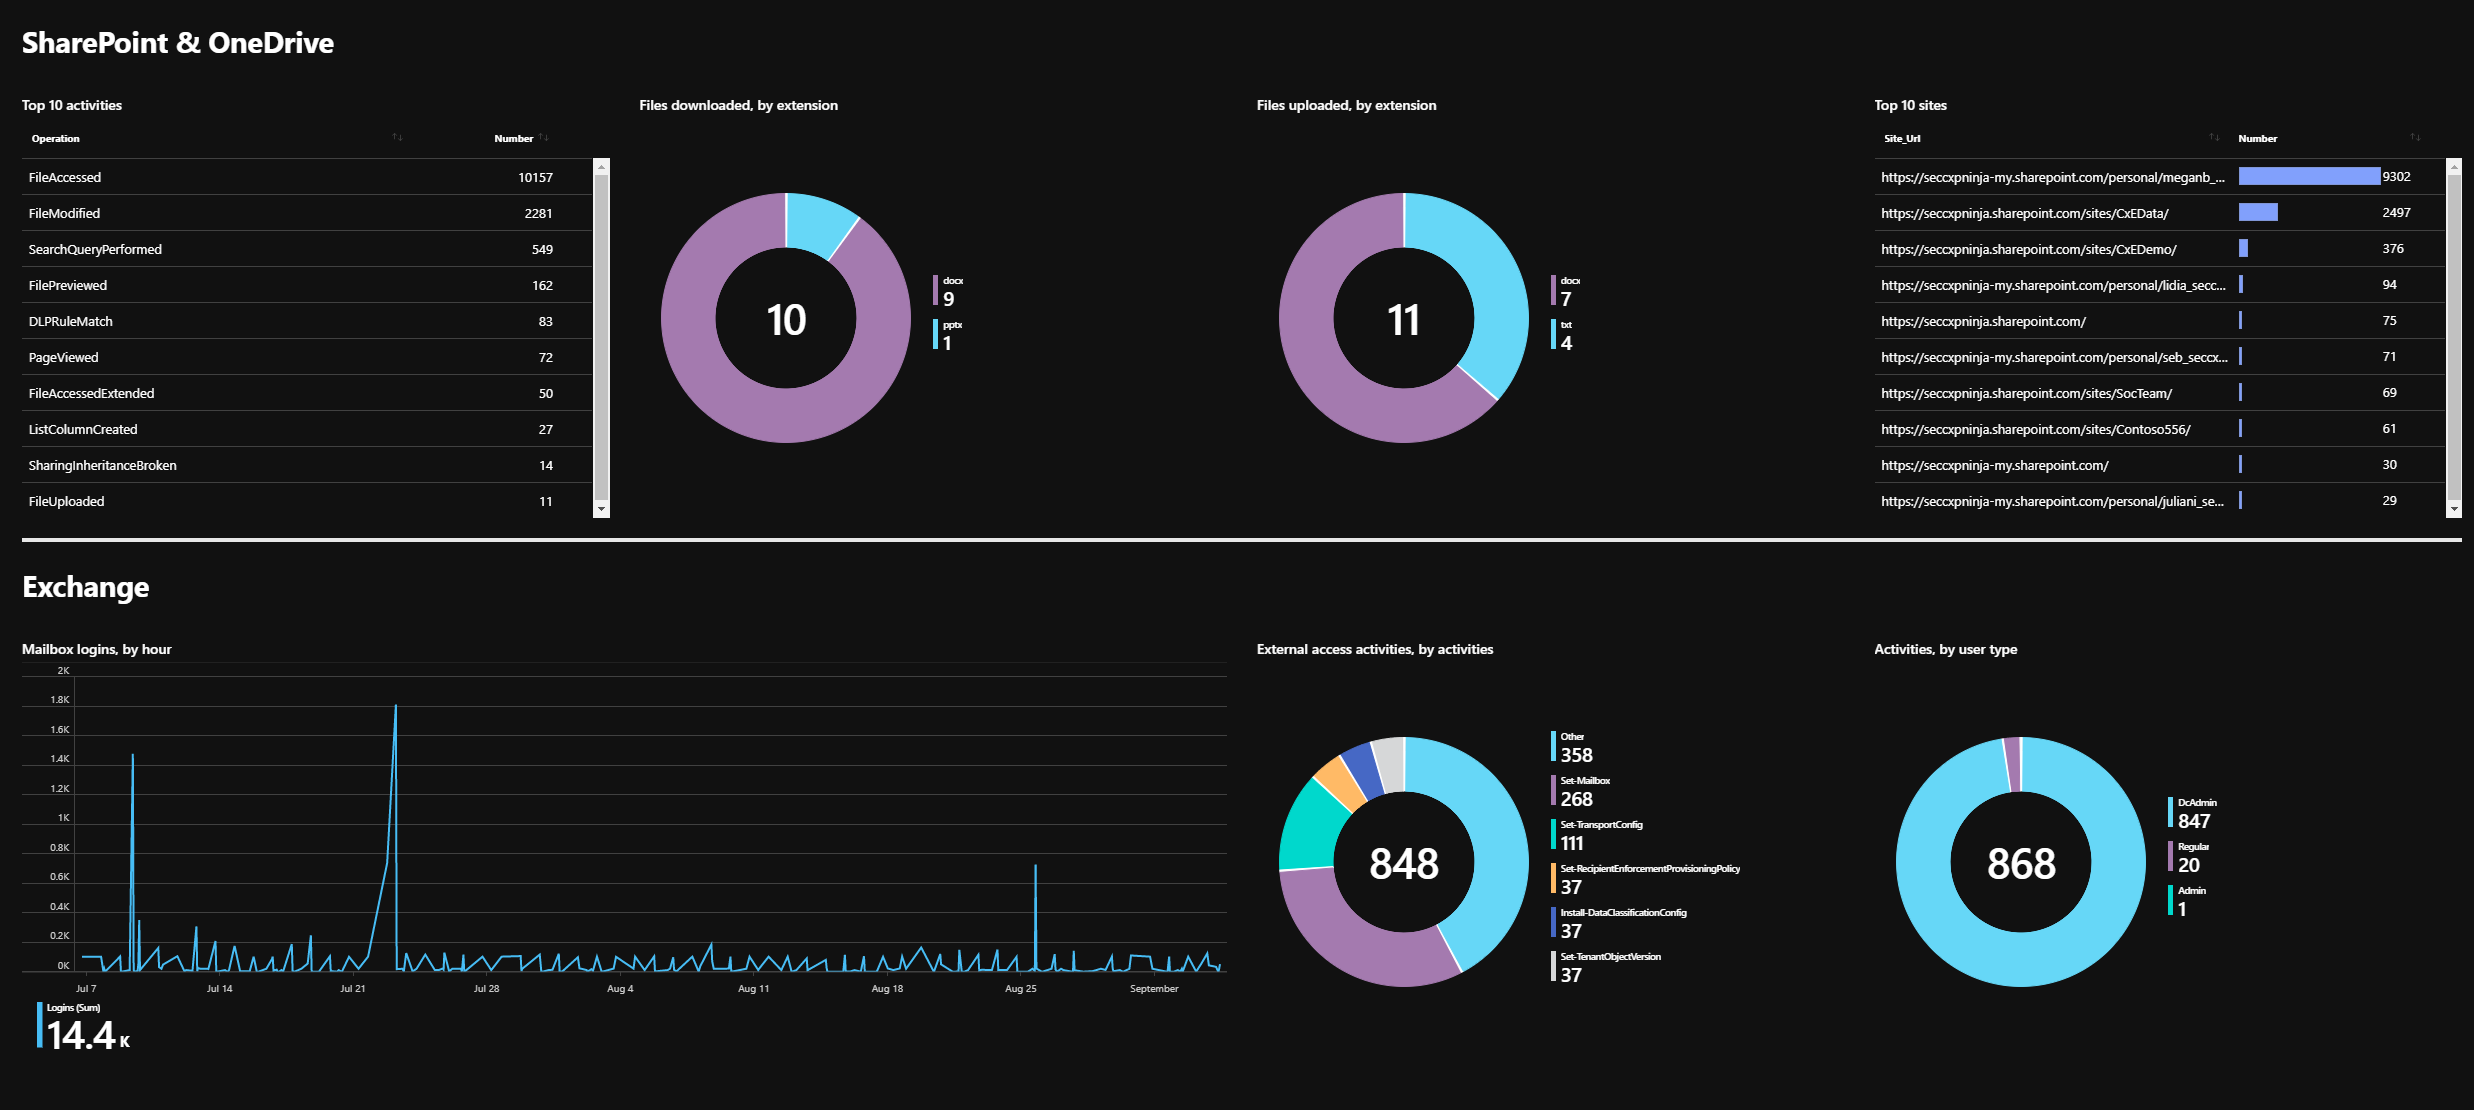 SharePoint & OneDrive
Top 10 activities
Operation Number
FileAccessed 10157
FileModified 2281
SearchQueryPerformed 549
FilePreviewed 162
DLPRuleMatch 83
PageViewed 72
FileAccessedExtended 50
ListColumnCreated 27
SharingInheritanceBroken 14
FileUploaded 11
Files downloaded, by extension
10
docx
9
pptx
1
Files uploaded, by extension
11
docx
7
txt
4
Top 10 sites
Site_Url Number
https://seccxpninja-my.sharepoint.com/personal/meganb_... 9302
https://seccxpninja.sharepoint.com/sites/CxEData/ 2497
https://seccxpninja.sharepoint.com/sites/CxEDemo/ 376
https://seccxpninja-my.sharepoint.com/personal/lidia_secc... 94
https://seccxpninja.sharepoint.com/ 75
https://seccxpninja-my.sharepoint.com/personal/seb_seccx... 71
https://seccxpninja.sharepoint.com/sites/SocTeam/ 69
https://seccxpninja.sharepoint.com/sites/Contoso556/ 61
https://seccxpninja-my.sharepoint.com/ 30
https://seccxpninja-my.sharepoint.com/personal/juliani_se... 29
Exchange
Mailbox logins, by hour
2K
1.8K
1.6K
1.4K
1.2K
1K
0.8K
0.6K
0.4K
0.2K
0K
Jul 7 Jul 14 Jul 21 Jul 28 Aug 4 Aug 11 Aug 18 Aug 25 September
Logins (Sum)
14.4 K
External access activities, by activities
848
Other
358
Set-Mailbox
268
Set-TransportConfig
111
Set-RecipientEnforcementProvisioningPolicy
37
Install-DataClassificationConfig
37
Set-TenantObjectVersion
37
Activities, by user type
868
DcAdmin
847
Regular
20
Admin
1